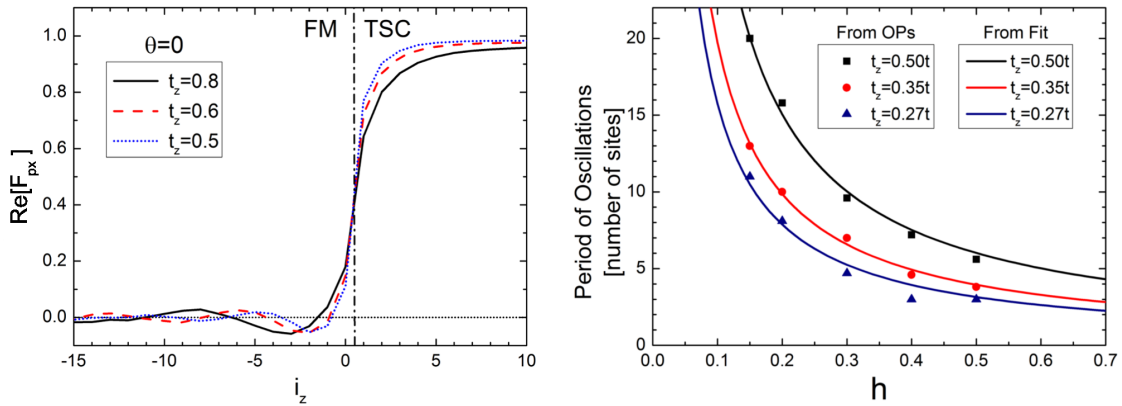 FM TSC
θ=0
t_z=0.8
t_z=0.6
t_z=0.5
Re[F_px]
1.0
0.8
0.6
0.4
0.2
0.0
-15 -10 -5 0 5 10
i_z
From OPs
t_z=0.50t
t_z=0.35t
t_z=0.27t
From Fit
t_z=0.50t
t_z=0.35t
t_z=0.27t
Period of Oscillations
[number of sites]
20
15
10
5
0
0.0 0.1 0.2 0.3 0.4 0.5 0.6 0.7
h